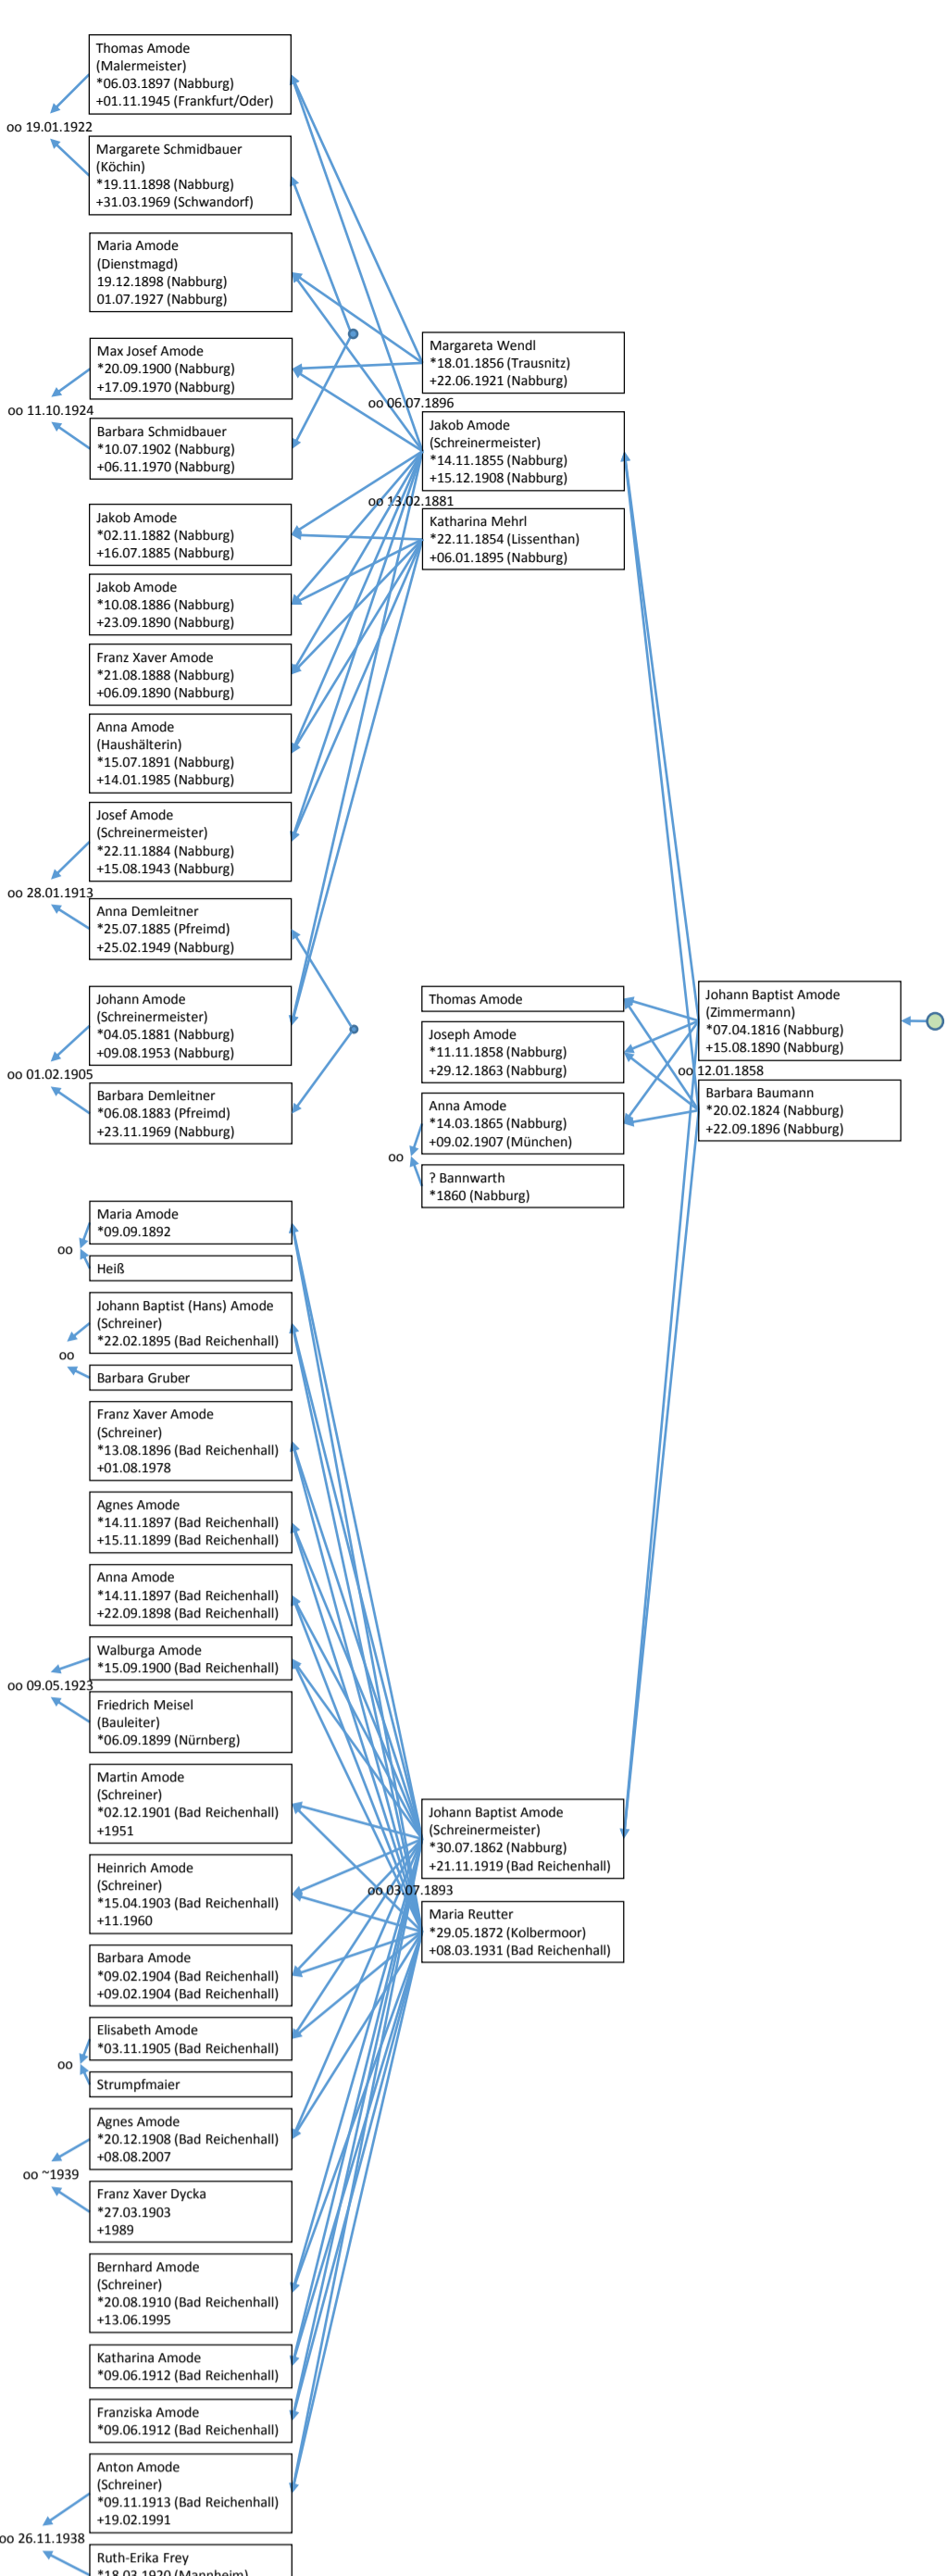 Thomas Amode
(Malermeister)
*06.03.1897 (Nabburg)
+01.11.1945 (Frankfurt/Oder)
oo 19.01.1922
Margarete Schmidbauer
(Köchin)
*19.11.1898 (Nabburg)
+31.03.1969 (Schwandorf)
Maria Amode
(Dienstmagd)
19.12.1898 (Nabburg)
01.07.1927 (Nabburg)
Max Josef Amode
*20.09.1900 (Nabburg)
+17.09.1970 (Nabburg)
oo 11.10.1924
Barbara Schmidbauer
*10.07.1902 (Nabburg)
+06.11.1970 (Nabburg)
Jakob Amode
*02.11.1882 (Nabburg)
+16.07.1885 (Nabburg)
Jakob Amode
*10.08.1886 (Nabburg)
+23.09.1890 (Nabburg)
Franz Xaver Amode
*21.08.1888 (Nabburg)
+06.09.1890 (Nabburg)
Anna Amode
(Haushälterin)
*15.07.1891 (Nabburg)
+14.01.1985 (Nabburg)
Josef Amode
(Schreinermeister)
*22.11.1884 (Nabburg)
+15.08.1943 (Nabburg)
oo 28.01.1913
Anna Demleitner
*25.07.1885 (Pfreimd)
+25.02.1949 (Nabburg)
Johann Amode
(Schreinermeister)
*04.05.1881 (Nabburg)
+09.08.1953 (Nabburg)
oo 01.02.1905
Barbara Demleitner
*06.08.1883 (Pfreimd)
+23.11.1969 (Nabburg)
Maria Amode
*09.09.1892
oo
Heiß
Johann Baptist (Hans) Amode
(Schreiner)
*22.02.1895 (Bad Reichenhall)
oo
Barbara Gruber
Franz Xaver Amode
(Schreiner)
*13.08.1896 (Bad Reichenhall)
+01.08.1978
Agnes Amode
*14.11.1897 (Bad Reichenhall)
+15.11.1899 (Bad Reichenhall)
Anna Amode
*14.11.1897 (Bad Reichenhall)
+22.09.1898 (Bad Reichenhall)
Walburga Amode
*15.09.1900 (Bad Reichenhall)
oo 09.05.1923
Friedrich Meisel
(Bauleiter)
*06.09.1899 (Nürnberg)
Martin Amode
(Schreiner)
*02.12.1901 (Bad Reichenhall)
+1951
Heinrich Amode
(Schreiner)
*15.04.1903 (Bad Reichenhall)
+11.1960
Barbara Amode
*09.02.1904 (Bad Reichenhall)
+09.02.1904 (Bad Reichenhall)
Elisabeth Amode
*03.11.1905 (Bad Reichenhall)
oo
Strumpfmaier
Agnes Amode
*20.12.1908 (Bad Reichenhall)
+08.08.2007
oo ~1939
Franz Xaver Dycka
*27.03.1903
+1989
Bernhard Amode
(Schreiner)
*20.08.1910 (Bad Reichenhall)
+13.06.1995
Katharina Amode
*09.06.1912 (Bad Reichenhall)
Franziska Amode
*09.06.1912 (Bad Reichenhall)
Anton Amode
(Schreiner)
*09.11.1913 (Bad Reichenhall)
+19.02.1991
oo 26.11.1938
Ruth-Erika Frey
*18.03.1920 (Mannheim)
Margareta Wendl
*18.01.1856 (Trausnitz)
+22.06.1921 (Nabburg)
oo 06.07.1896
Jakob Amode
(Schreinermeister)
*14.11.1855 (Nabburg)
+15.12.1908 (Nabburg)
oo 13.02.1881
Katharina Mehrl
*22.11.1854 (Lissenthan)
+06.01.1895 (Nabburg)
Thomas Amode
Joseph Amode
*11.11.1858 (Nabburg)
+29.12.1863 (Nabburg)
Anna Amode
*14.03.1865 (Nabburg)
+09.02.1907 (München)
oo
? Bannwarth
*1860 (Nabburg)
Johann Baptist Amode
(Schreinermeister)
*30.07.1862 (Nabburg)
+21.11.1919 (Bad Reichenhall)
oo 03.07.1893
Maria Reutter
*29.05.1872 (Kolbermoor)
+08.03.1931 (Bad Reichenhall)
Johann Baptist Amode
(Zimmermann)
*07.04.1816 (Nabburg)
+15.08.1890 (Nabburg)
oo 12.01.1858
Barbara Baumann
*20.02.1824 (Nabburg)
+22.09.1896 (Nabburg)